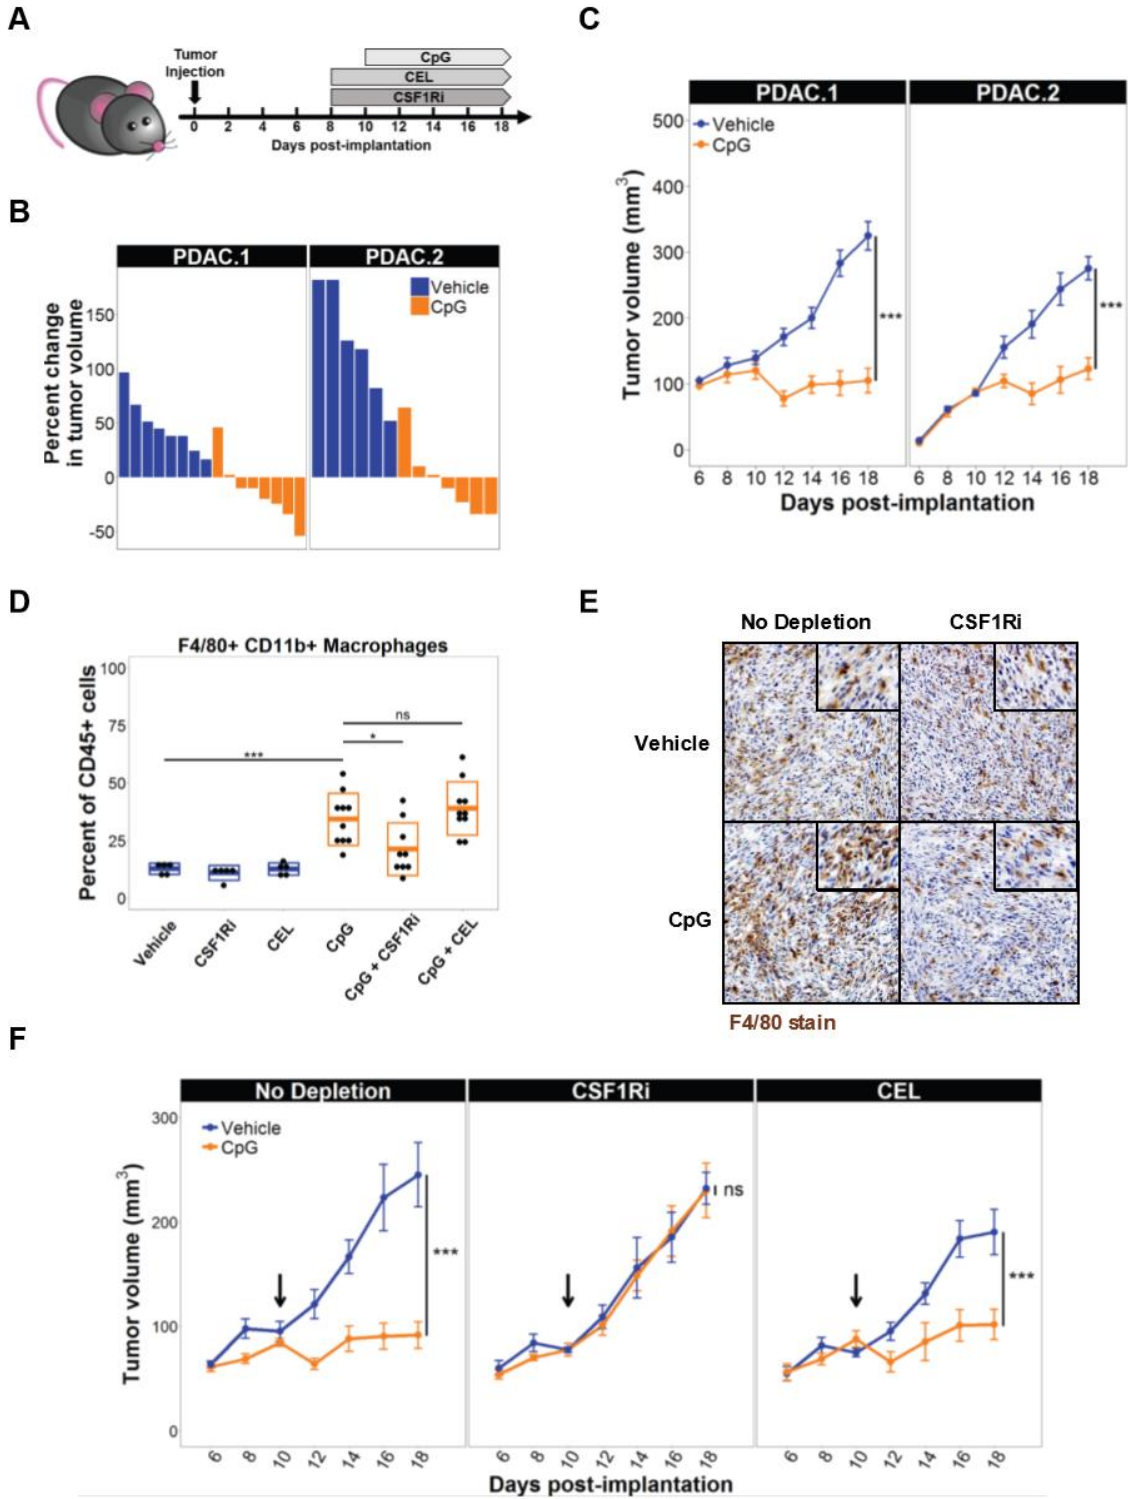 A
Tumor
Injection
CpG
CEL
CSF1Ri
0 2 4 6 8 10 12 14 16 18
Days post-implantation
B
PDAC.1
PDAC.2
Vehicle
CpG
Percent change
in tumor volume
150
100
50
0
-50
C
PDAC.1
PDAC.2
Vehicle
CpG
Tumor volume (mm³)
500
400
300
200
100
0
***
***
6 8 10 12 14 16 18
6 8 10 12 14 16 18
Days post-implantation
D
F4/80+ CD11b+ Macrophages
Percent of CD45+ cells
100
75
50
25
0
ns
*
***
Vehicle
CSF1Ri
CEL
CpG
CpG + CSF1Ri
CpG + CEL
E
No Depletion
CSF1Ri
Vehicle
CpG
F4/80 stain
F
No Depletion
CSF1Ri
CEL
Vehicle
CpG
Tumor volume (mm³)
300
200
100
0
***
ns
***
6 8 10 12 14 16 18
6 8 10 12 14 16 18
6 8 10 12 14 16 18
Days post-implantation